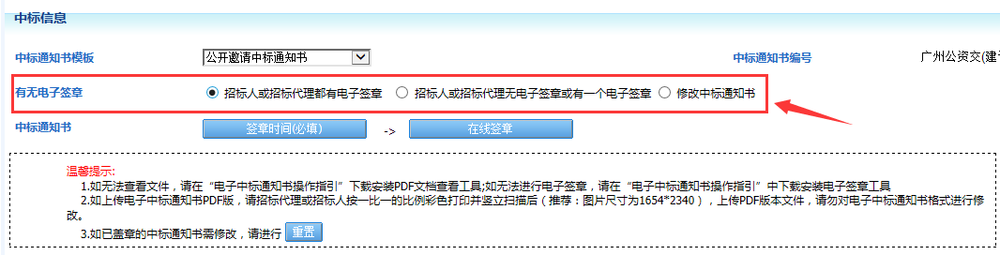 中标信息
中标通知书模板 公开邀请中标通知书 中标通知书编号 广州公资交(建
有无电子签章 招标人或招标代理都有电子签章 招标人或招标代理无电子签章或有一个电子签章 修改中标通知书
中标通知书 签章时间(必填) -> 在线签章
温馨提示:
1.如无法查看文件，请在“电子中标通知书操作指引”下载安装PDF文档查看工具;如无法进行电子签章，请在“电子中标通知书操作指引”中下载安装电子签章工具
2.如上传电子中标通知书PDF版，请招标代理或招标人按一比一的比例彩色打印并竖立扫描后（推荐：图片尺寸为1654*2340），上传PDF版本文件，请勿对电子中标通知书格式进行修
改。
3.如已盖章的中标通知书需修改，请进行 重置